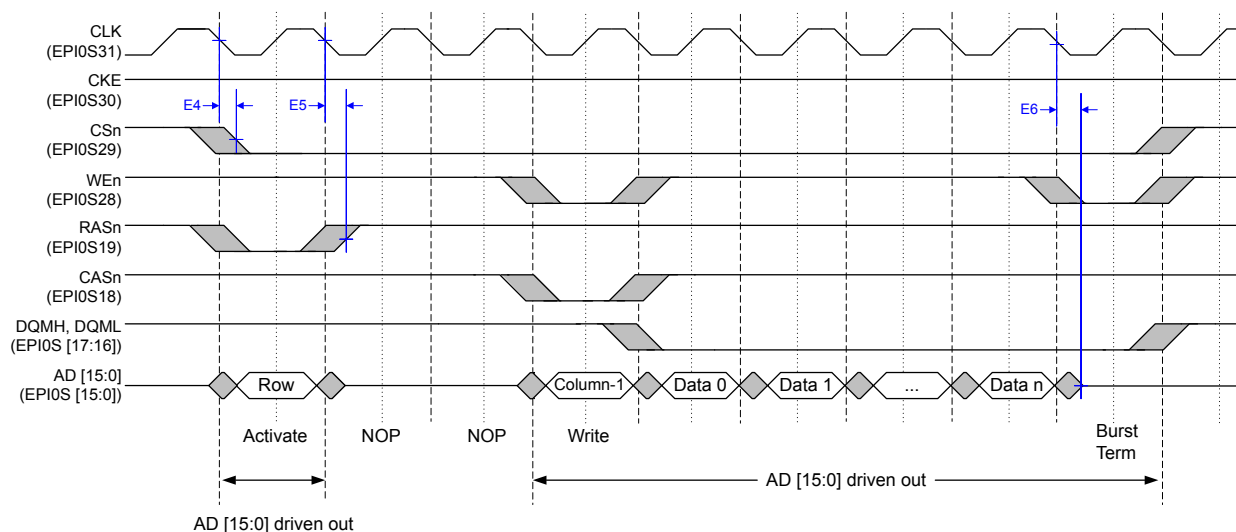 CLK
(EPI0S31)
CKE
(EPI0S30)
E4
E5
E6
CSn
(EPI0S29)
WEn
(EPI0S28)
RASn
(EPI0S19)
CASn
(EPI0S18)
DQMH, DQML
(EPI0S [17:16])
AD [15:0]
(EPI0S [15:0])
Row
Column-1
Data 0
Data 1
...
Data n
Activate
NOP
NOP
Write
Burst
Term
AD [15:0] driven out
AD [15:0] driven out